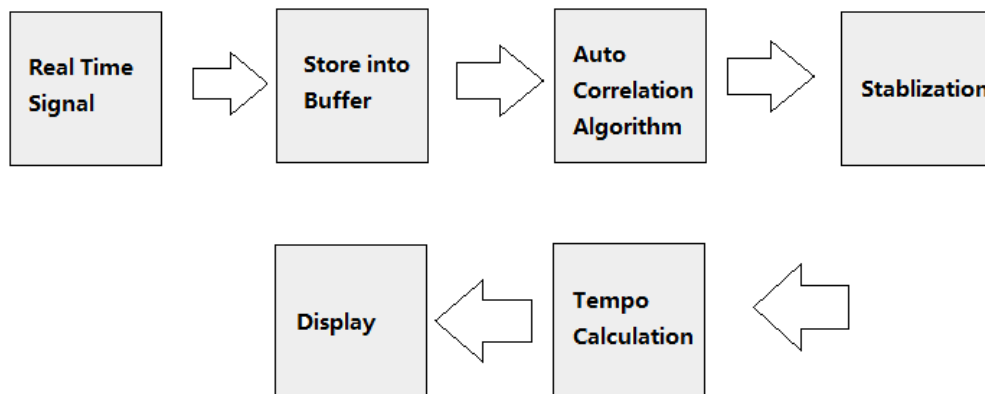 Real Time
Signal
Store into
Buffer
Auto
Correlation
Algorithm
Stablization
Tempo
Calculation
Display